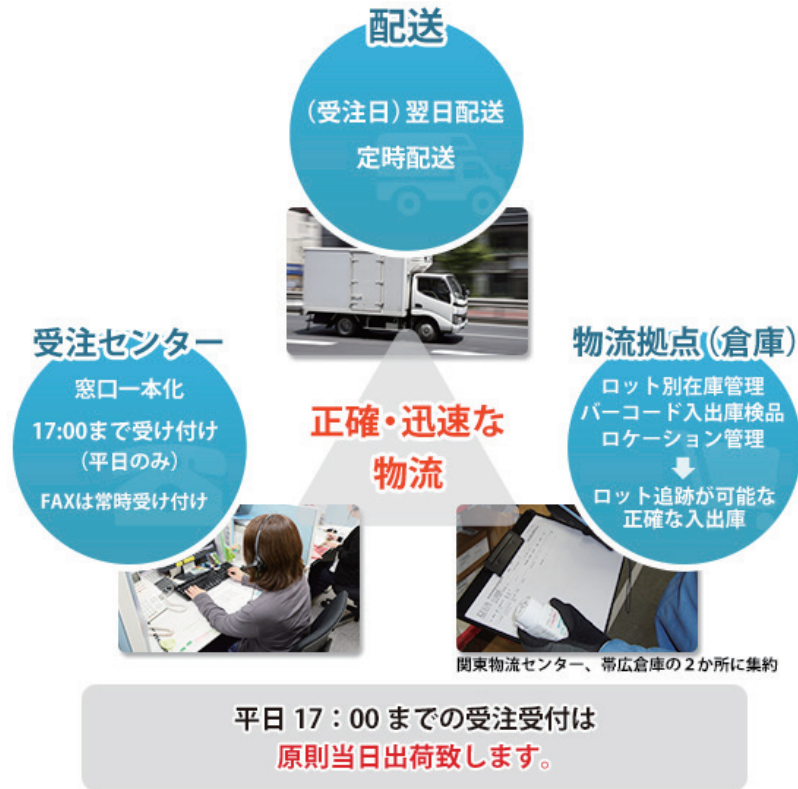 配送
(受注日)翌日配送
定時配送
受注センター
窓口一本化
17:00まで受け付け
(平日のみ)
FAXは常時受け付け
正確・迅速な
物流
物流拠点(倉庫)
ロット別在庫管理
バーコード入出庫検品
ロケーション管理
ロット追跡が可能な
正確な入出庫
関東物流センター、帯広倉庫の2か所に集約
平日 17:00 までの受注受付は
原則当日出荷致します。